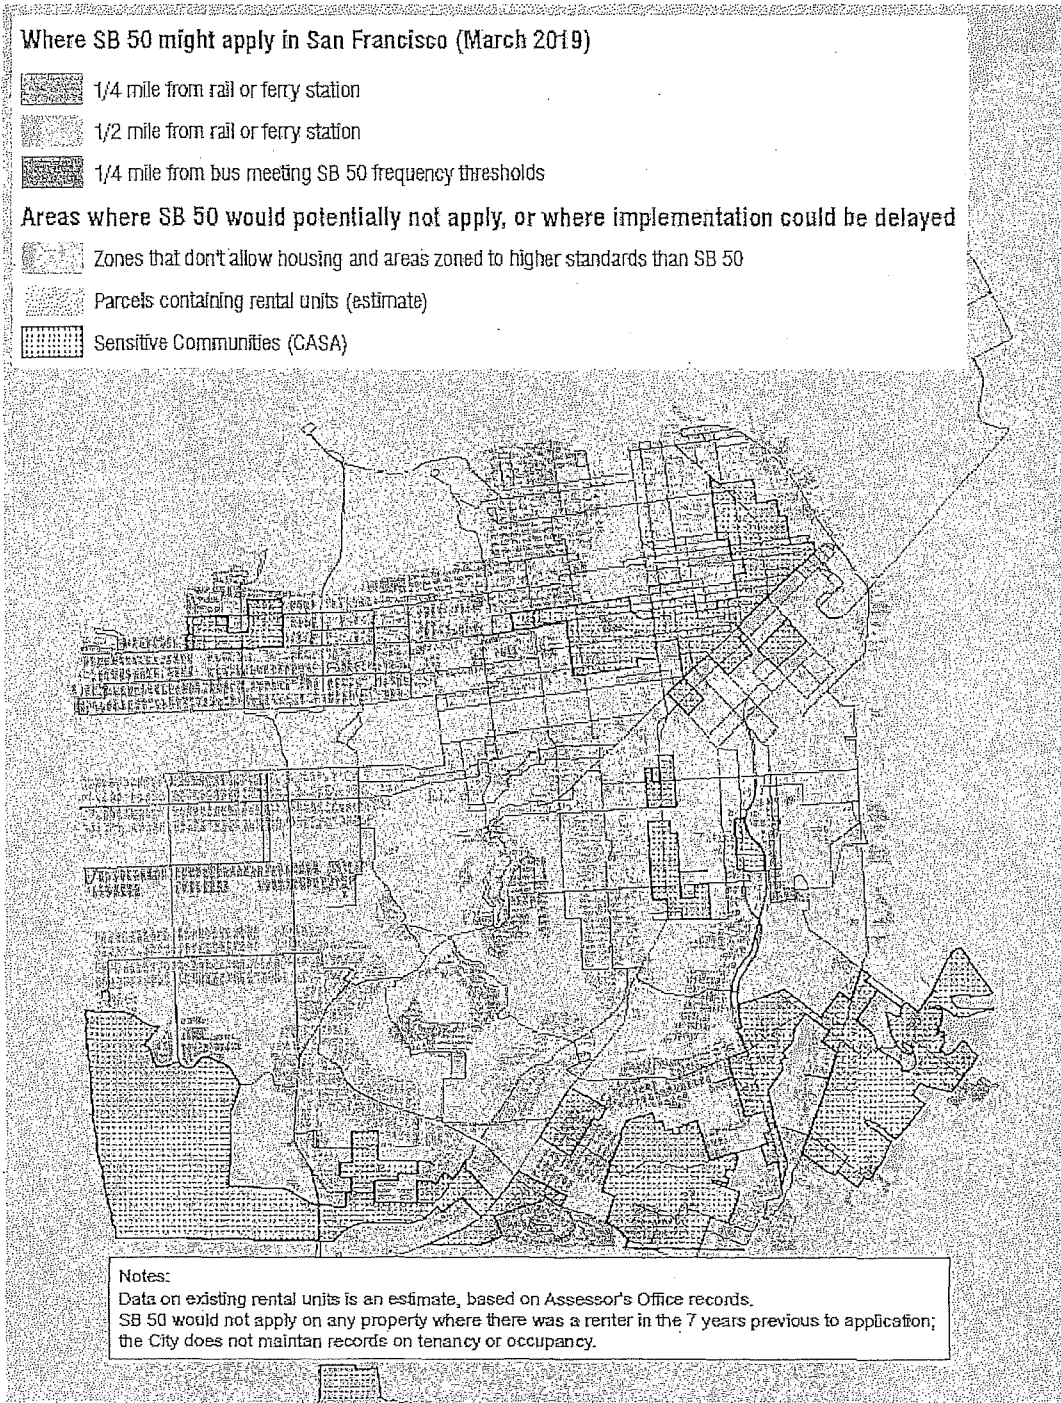 Where SB 50 might apply in San Francisco (March 2019)
1/4 mile from rail or ferry station
1/2 mile from rail or ferry station
1/4 mile from bus meeting SB 50 frequency thresholds
Areas where SB 50 would potentially not apply, or where implementation could be delayed
Zones that don't allow housing and areas zoned to higher standards than SB 50
Parcels containing rental units (estimate)
Sensitive Communities (CASA)
Notes:
Data on existing rental units is an estimate, based on Assessor's Office records.
SB 50 would not apply on any property where there was a renter in the 7 years previous to application;
the City does not maintan records on tenancy or occupancy.